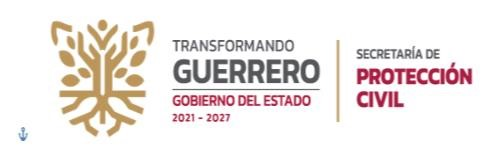 TRANSFORMANDO
GUERRERO
GOBIERNO DEL ESTADO
2021 - 2027
SECRETARÍA DE
PROTECCIÓN
CIVIL